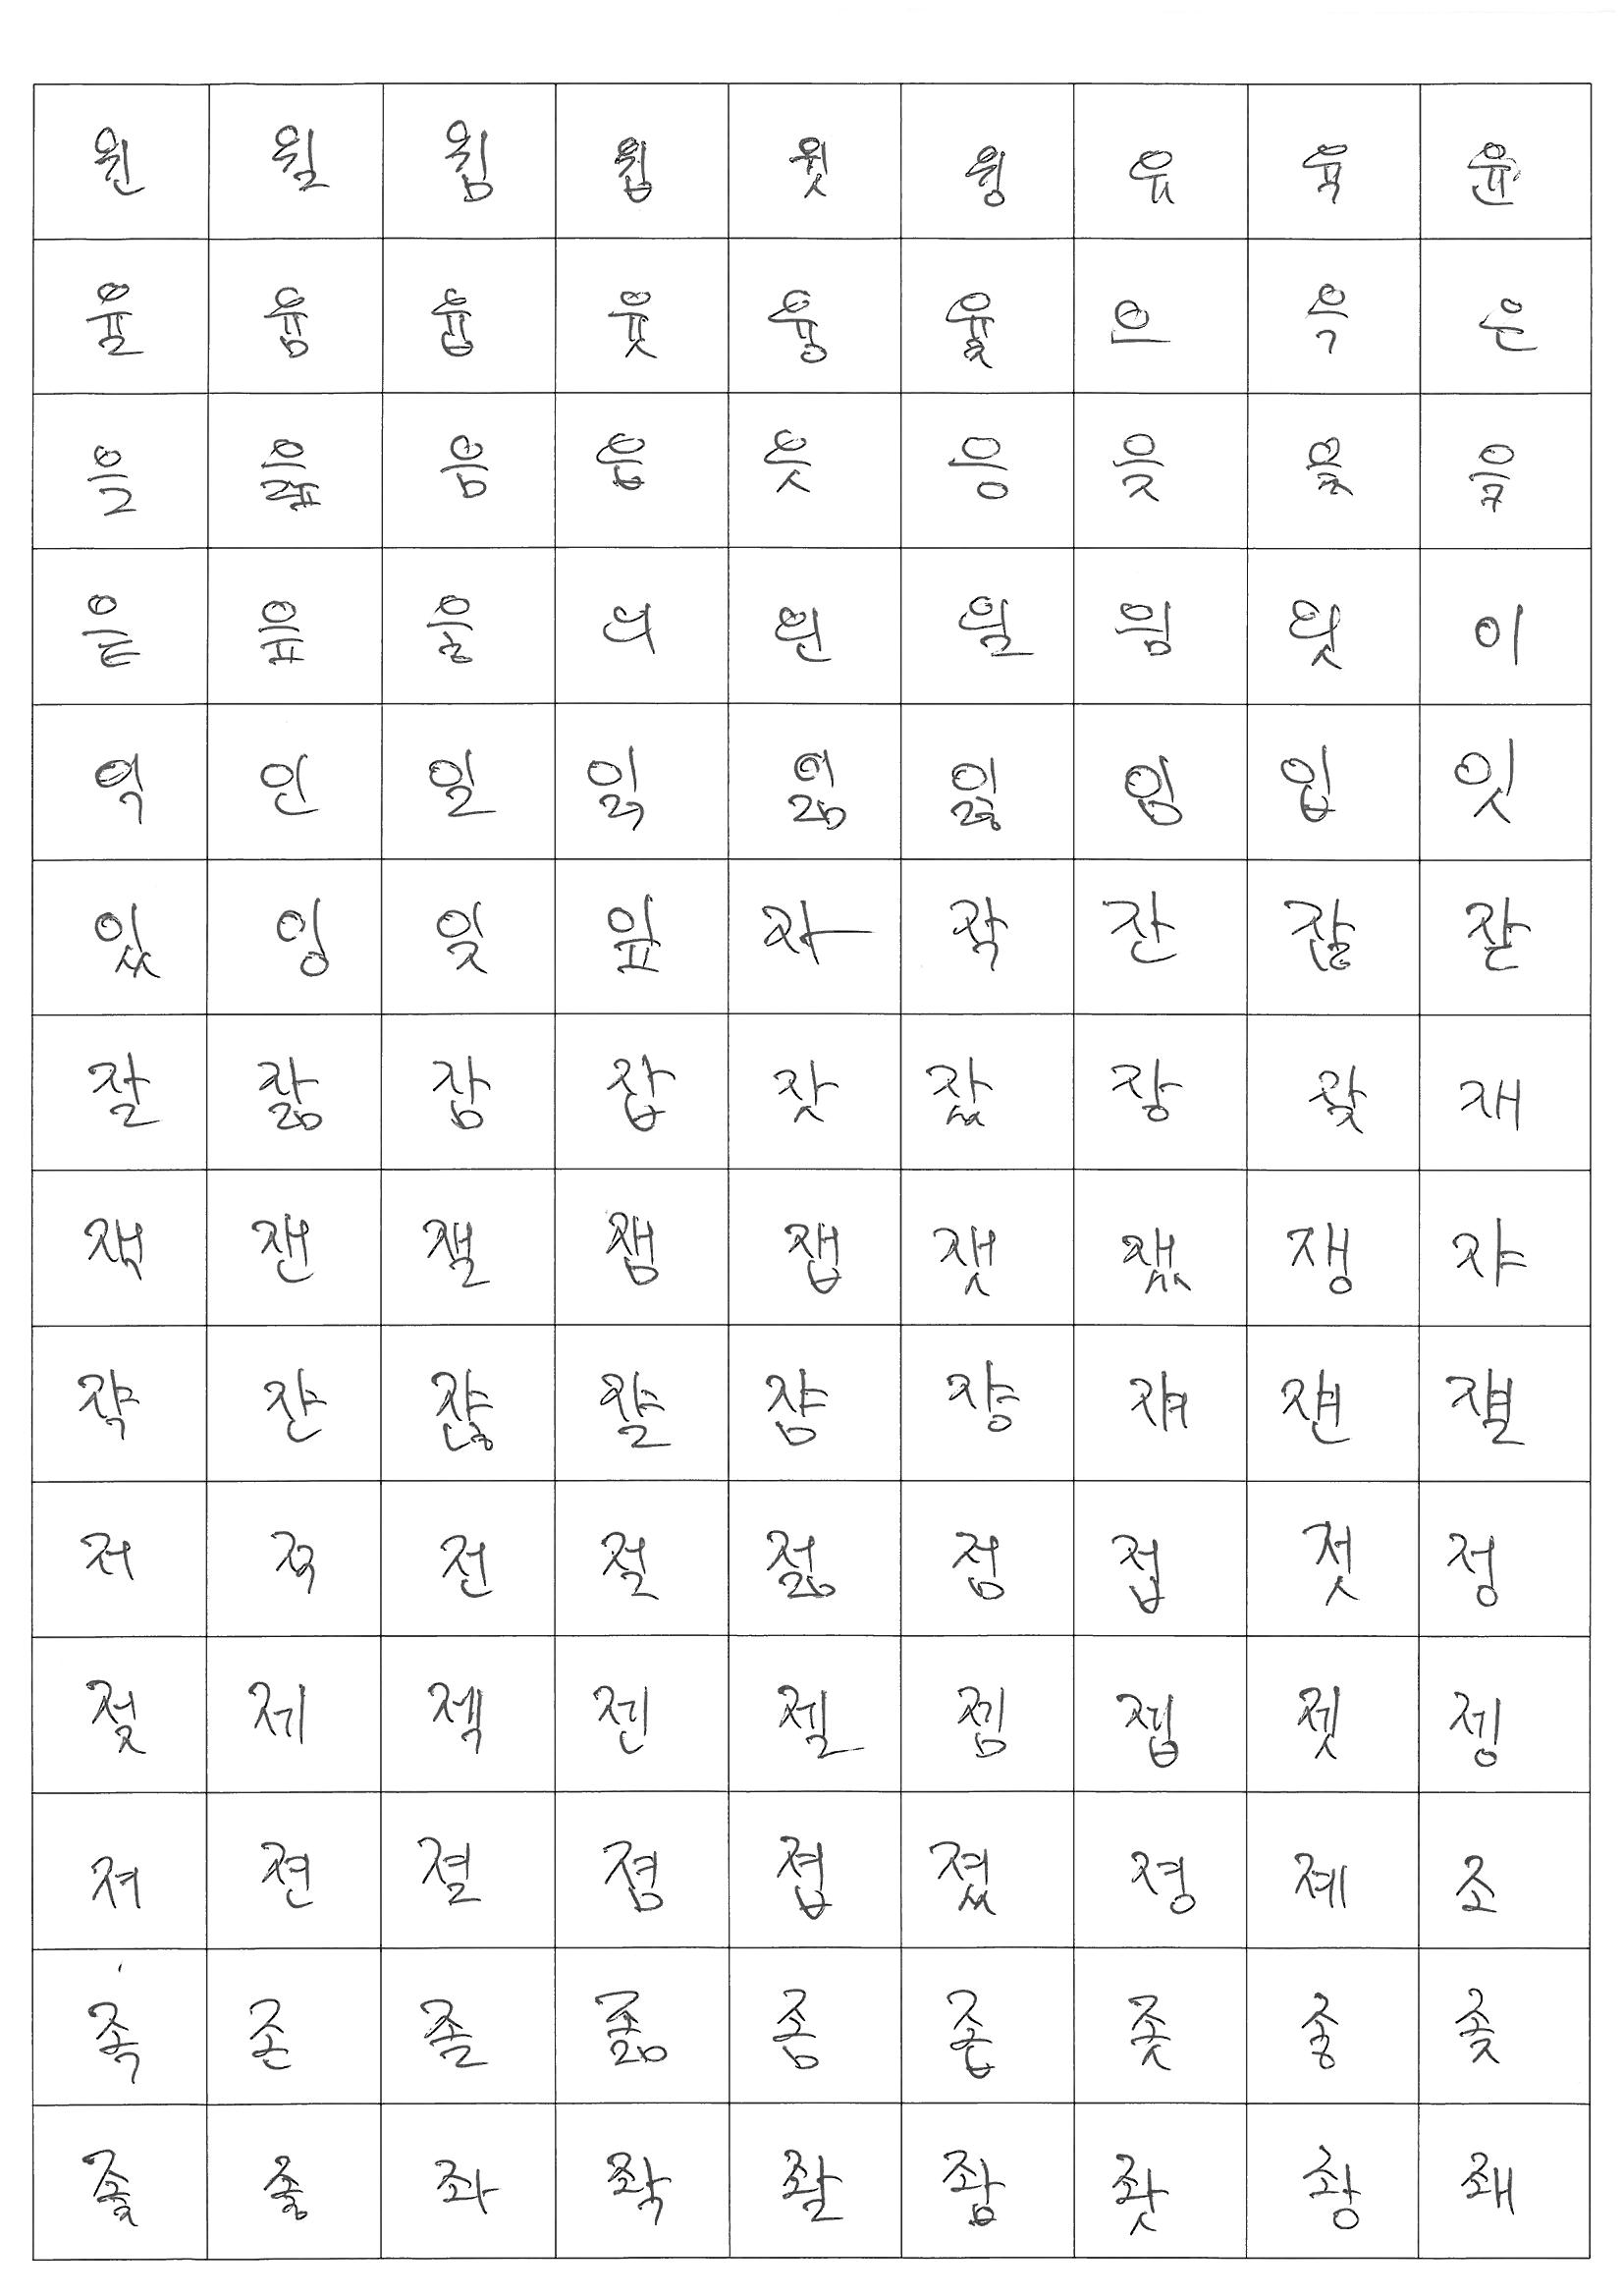 윈 윌 윔 윕 윗 윙 유 육 윤
율 윰 윱 윳 융 윷 으 윽 은
을 읊 음 읍 읏 응 읒 읓 읔
읕 읖 읗 의 읜 읠 읨 읫 이
익 인 일 읽 읾 잃 임 입 잇
있 잉 잊 잎 자 작 잔 잖 잗
잘 잚 잠 잡 잣 잤 장 잦 재
잭 잰 잴 잼 잽 잿 쟀 쟁 쟈
쟉 쟌 쟎 쟐 쟘 쟝 쟤 쟨 쟬
저 적 전 절 젊 점 접 젓 정
젖 제 젝 젠 젤 젬 젭 젯 젱
져 젼 졀 졈 졉 졌 졍 졔 조
족 존 졸 졺 좀 좁 좃 종 좆
좇 좋 좌 좍 좔 좝 좟 좡 좨